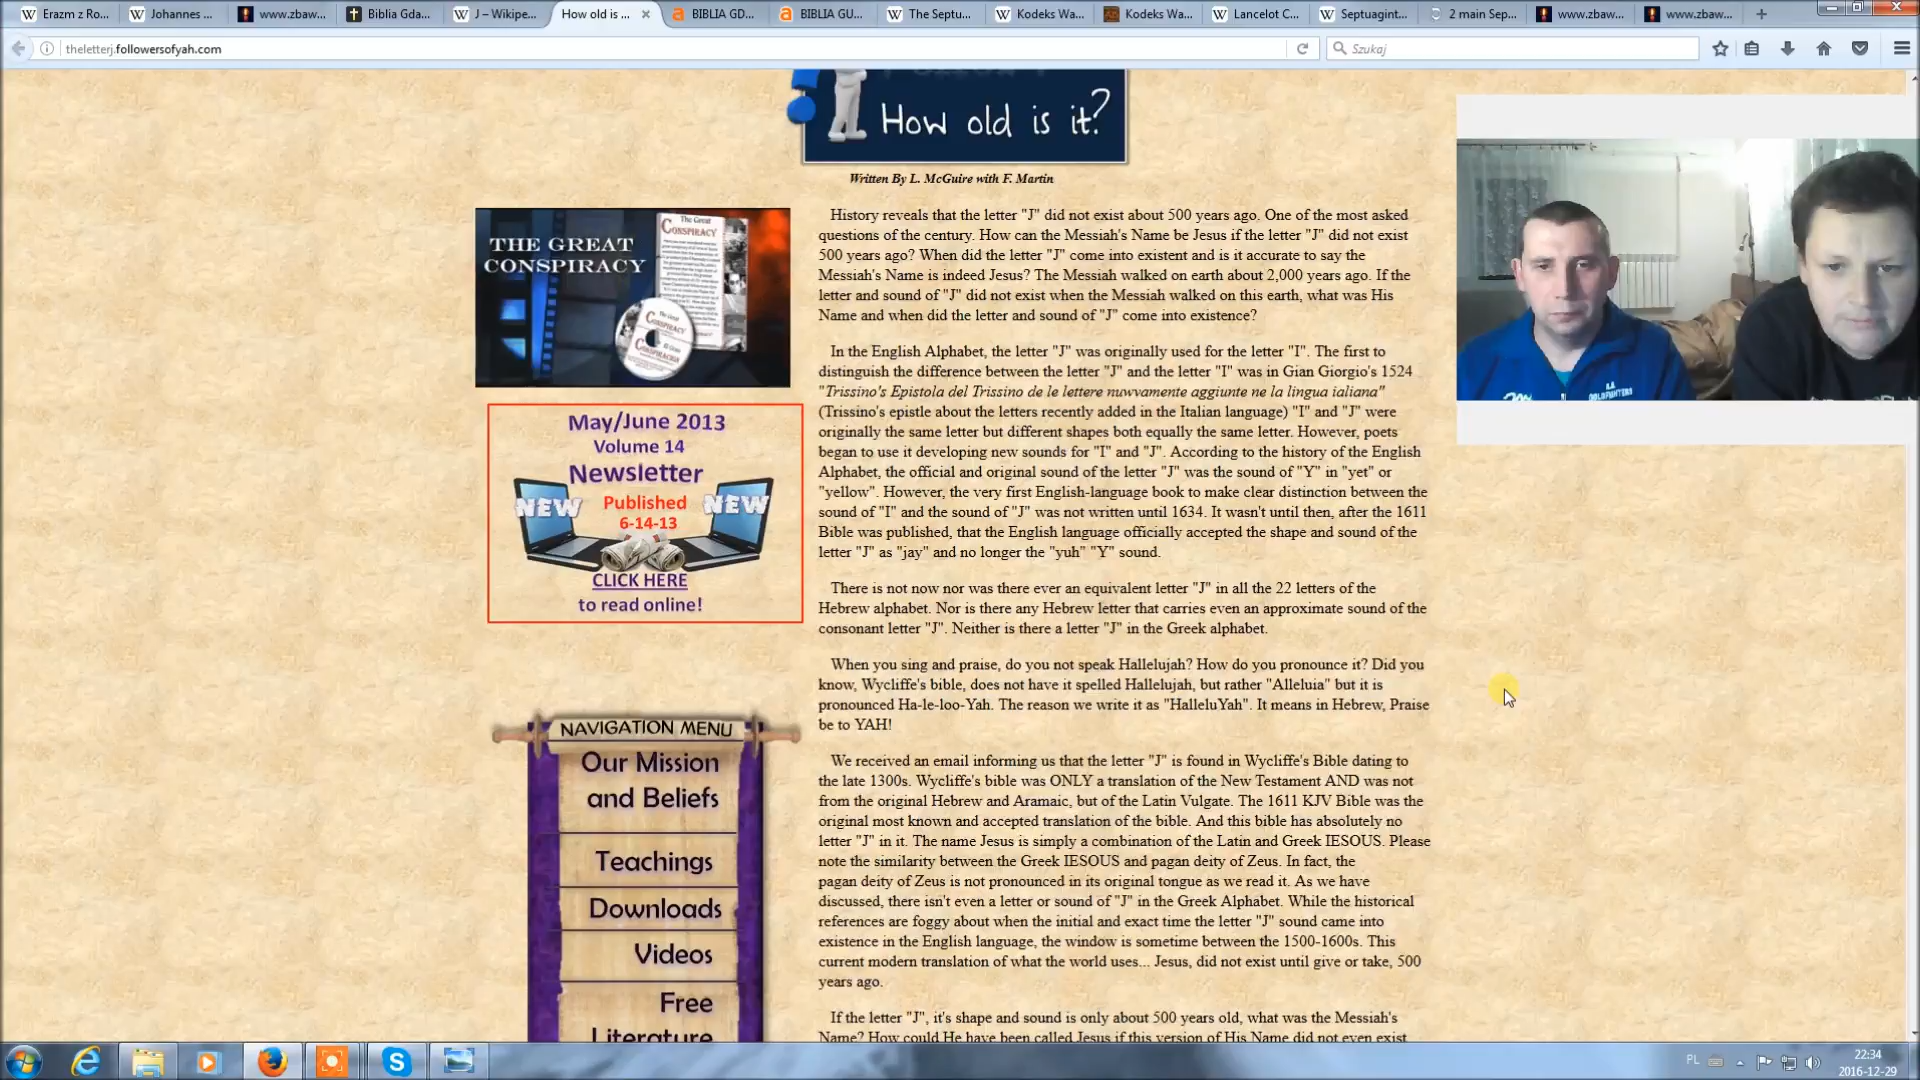 Erazm z Ro...
Johannes ...
www.zbaw...
Biblia Gda...
J – Wikipe...
How old is ...
BIBLIA GD...
BIBLIA GU...
The Septu...
Kodeks Wa...
Kodeks Wa...
Lancelot C...
Septuagint...
2 main Sep...
www.zbaw...
www.zbaw...
theletterj.followersofyah.com
Szukaj
How old is it?
Written By L. McGuire with F. Martin
THE GREAT
CONSPIRACY
The Great
CONSPIRACY
May/June 2013
Volume 14
Newsletter
NEW
Published
NEW
6-14-13
CLICK HERE
to read online!
NAVIGATION MENU
Our Mission
and Beliefs
Teachings
Downloads
Videos
Free
Literature
History reveals that the letter "J" did not exist about 500 years ago. One of the most asked
questions of the century. How can the Messiah's Name be Jesus if the letter "J" did not exist
500 years ago? When did the letter "J" come into existent and is it accurate to say the
Messiah's Name is indeed Jesus? The Messiah walked on earth about 2,000 years ago. If the
letter and sound of "J" did not exist when the Messiah walked on this earth, what was His
Name and when did the letter and sound of "J" come into existence?
In the English Alphabet, the letter "J" was originally used for the letter "I". The first to
distinguish the difference between the letter "J" and the letter "I" was in Gian Giorgio's 1524
"Trissino's Epistola del Trissino de le lettere nuwvamente aggiunte ne la lingua ialiana"
(Trissino's epistle about the letters recently added in the Italian language) "I" and "J" were
originally the same letter but different shapes both equally the same letter. However, poets
began to use it developing new sounds for "I" and "J". According to the history of the English
Alphabet, the official and original sound of the letter "J" was the sound of "Y" in "yet" or
"yellow". However, the very first English-language book to make clear distinction between the
sound of "I" and the sound of "J" was not written until 1634. It wasn't until then, after the 1611
Bible was published, that the English language officially accepted the shape and sound of the
letter "J" as "jay" and no longer the "yuh" "Y" sound.
There is not now nor was there ever an equivalent letter "J" in all the 22 letters of the
Hebrew alphabet. Nor is there any Hebrew letter that carries even an approximate sound of the
consonant letter "J". Neither is there a letter "J" in the Greek alphabet.
When you sing and praise, do you not speak Hallelujah? How do you pronounce it? Did you
know, Wycliffe's bible, does not have it spelled Hallelujah, but rather "Alleluia" but it is
pronounced Ha-le-loo-Yah. The reason we write it as "HalleluYah". It means in Hebrew, Praise
be to YAH!
We received an email informing us that the letter "J" is found in Wycliffe's Bible dating to
the late 1300s. Wycliffe's bible was ONLY a translation of the New Testament AND was not
from the original Hebrew and Aramaic, but of the Latin Vulgate. The 1611 KJV Bible was the
original most known and accepted translation of the bible. And this bible has absolutely no
letter "J" in it. The name Jesus is simply a combination of the Latin and Greek IESOUS. Please
note the similarity between the Greek IESOUS and pagan deity of Zeus. In fact, the
pagan deity of Zeus is not pronounced in its original tongue as we read it. As we have
discussed, there isn't even a letter or sound of "J" in the Greek Alphabet. While the historical
references are foggy about when the initial and exact time the letter "J" sound came into
existence in the English language, the window is sometime between the 1500-1600s. This
current modern translation of what the world uses... Jesus, did not exist until give or take, 500
years ago.
If the letter "J", it's shape and sound is only about 500 years old, what was the Messiah's
Name? How could He have been called Jesus if this version of His Name did not even exist
PL
22:34
2016-12-29